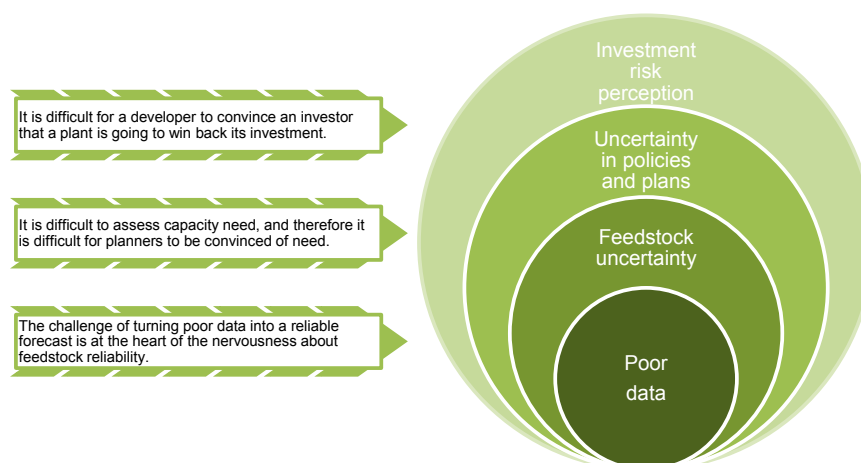 It is difficult for a developer to convince an investor
that a plant is going to win back its investment.
It is difficult to assess capacity need, and therefore it
is difficult for planners to be convinced of need.
The challenge of turning poor data into a reliable
forecast is at the heart of the nervousness about
feedstock reliability.
Investment
risk
perception
Uncertainty
in policies
and plans
Feedstock
uncertainty
Poor
data